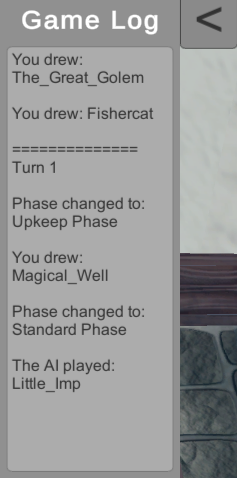 Game Log
<
You drew:
The_Great_Golem
You drew: Fishercat
==============
Turn 1
Phase changed to:
Upkeep Phase
You drew:
Magical_Well
Phase changed to:
Standard Phase
The AI played:
Little_Imp